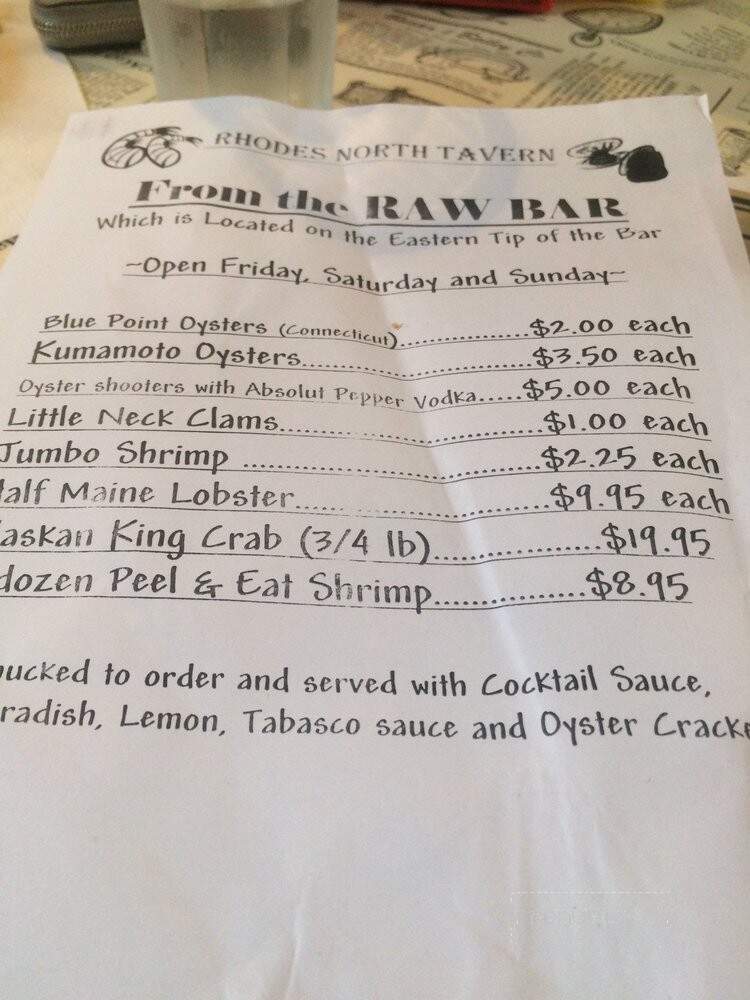 RHODES NORTH TAVERN
From the RAW BAR
Which is Located on the Eastern Tip of the Bar
~Open Friday, Saturday and Sunday~
Blue Point Oysters (Connecticut)..................$2.00 each
Kumamoto Oysters..............................$3.50 each
Oyster shooters with Absolut Pepper Vodka.....$5.00 each
Little Neck Clams..................................$1.00 each
Jumbo Shrimp ......................................$2.25 each
alf Maine Lobster................................$9.95 each
askan King Crab (3/4 lb)....................$19.95
dozen Peel & Eat Shrimp..................$8.95
ucked to order and served with Cocktail Sauce,
radish, Lemon, Tabasco sauce and Oyster Cracke